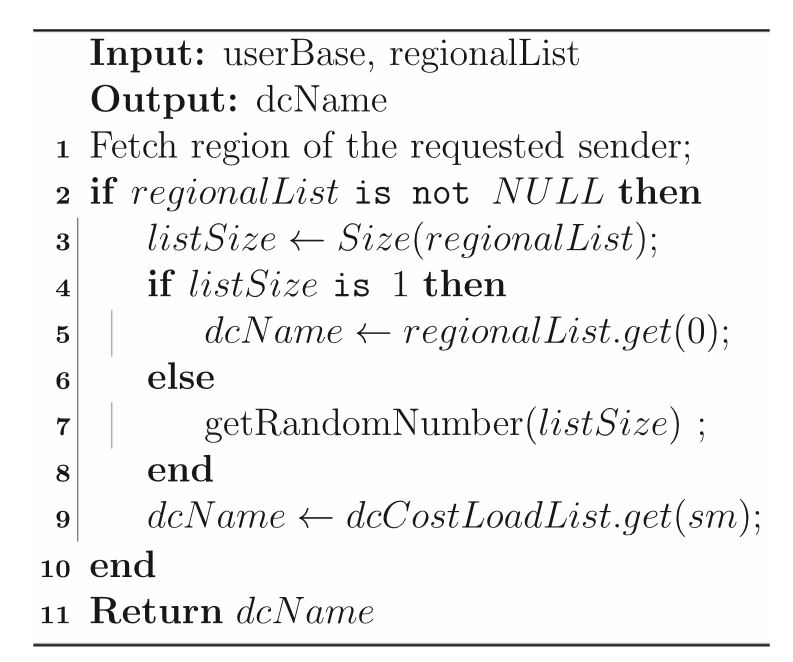 Input: userBase, regionalList
Output: dcName
1 Fetch region of the requested sender;
2 if regionalList is not NULL then
3 listSize ← Size(regionalList);
4 if listSize is 1 then
5 dcName ← regionalList.get(0);
6 else
7 getRandomNumber(listSize) ;
8 end
9 dcName ← dcCostLoadList.get(sm);
10 end
11 Return dcName